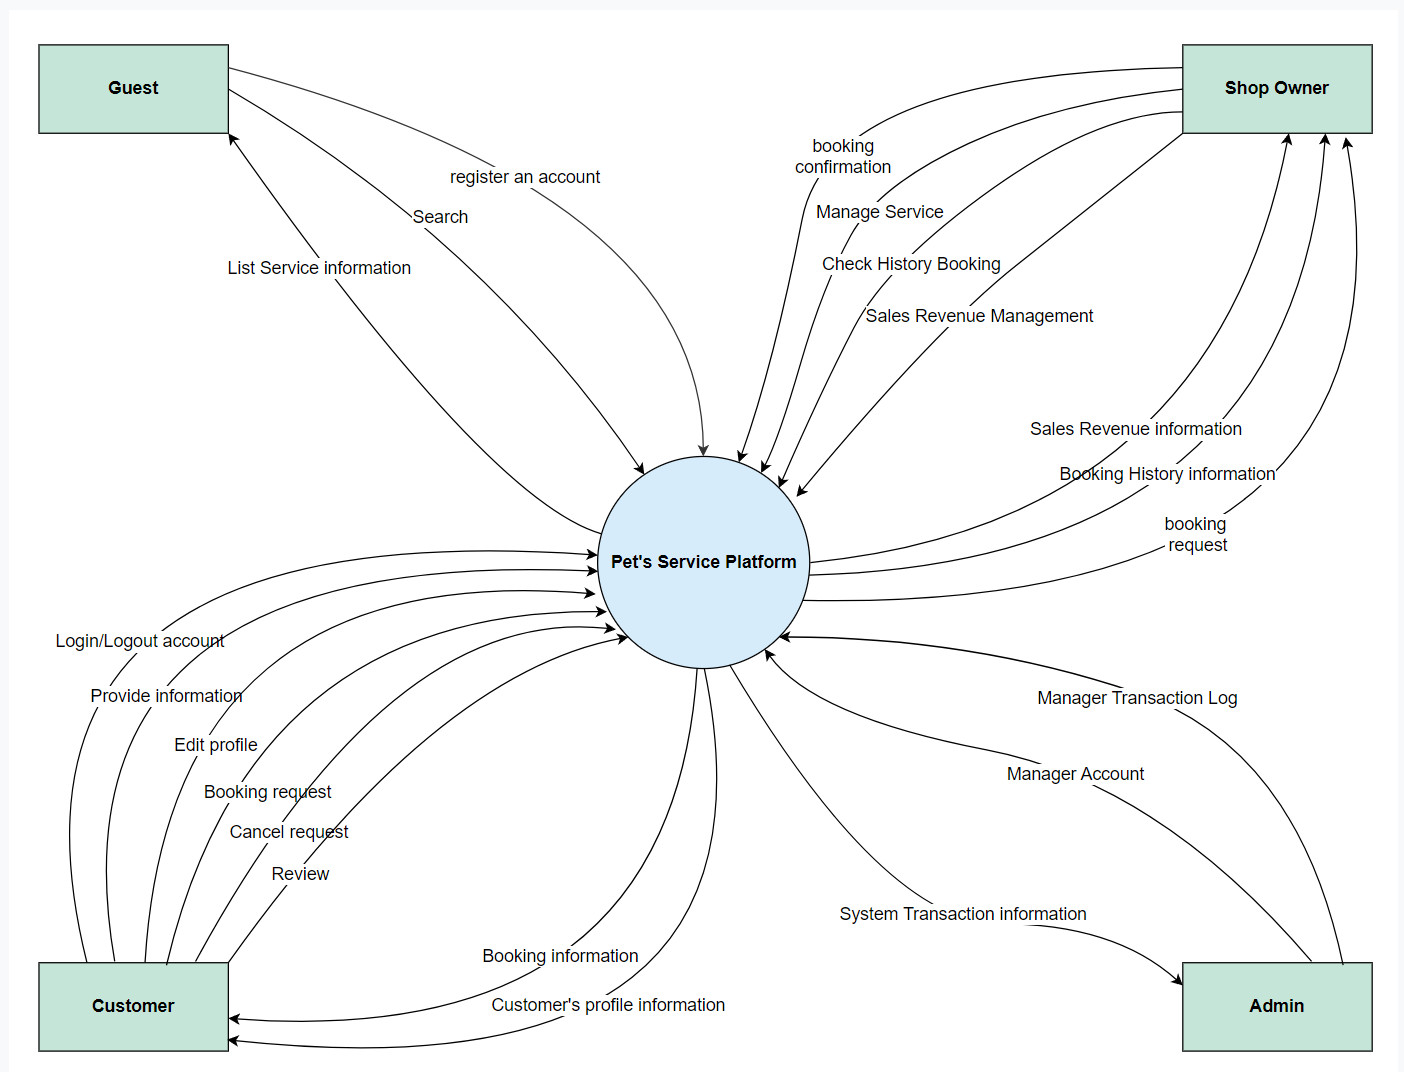 Guest
Shop Owner
booking
confirmation
register an account
Manage Service
Search
Check History Booking
List Service information
Sales Revenue Management
Sales Revenue information
Booking History information
booking
request
Pet's Service Platform
Login/Logout account
Provide information
Manager Transaction Log
Edit profile
Manager Account
Booking request
Cancel request
Review
System Transaction information
Booking information
Customer's profile information
Customer
Admin